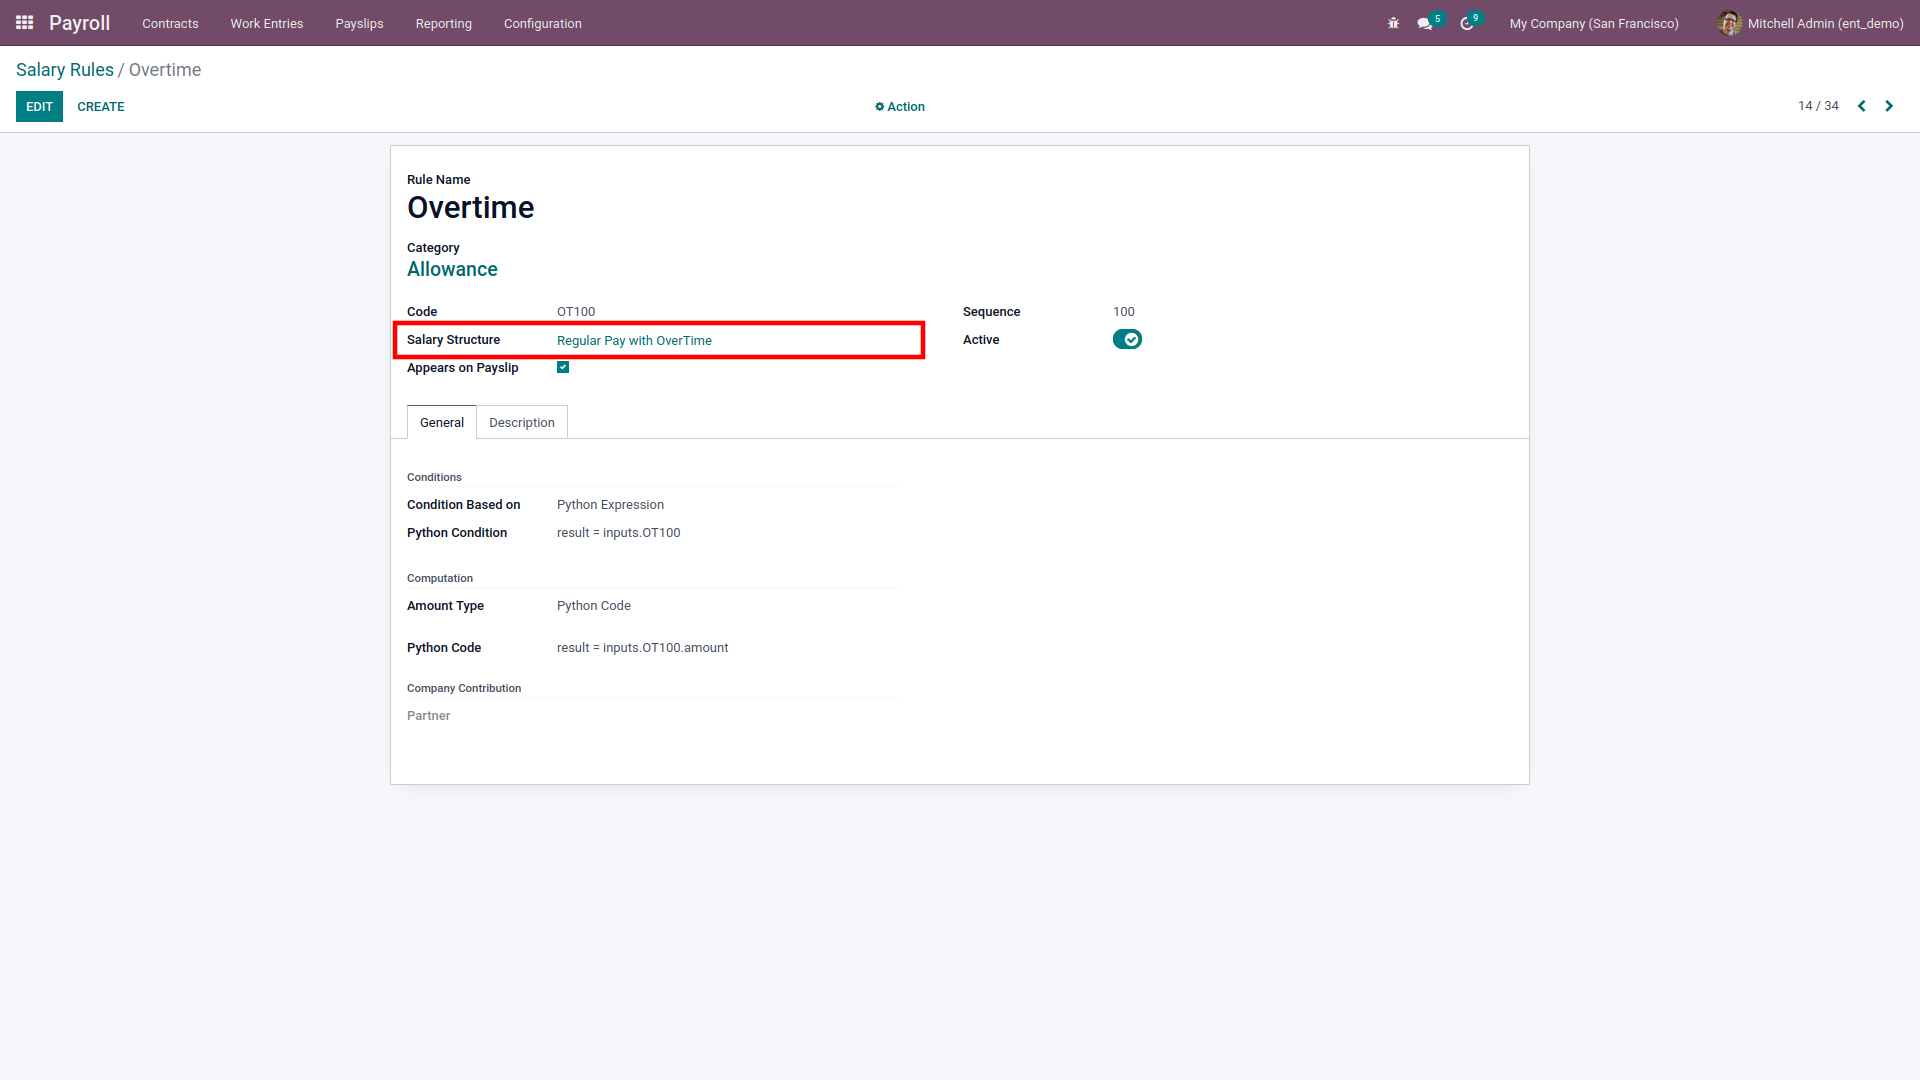 Payroll Contracts Work Entries Payslips Reporting Configuration 5 9 My Company (San Francisco) Mitchell Admin (ent_demo)
Salary Rules / Overtime
EDIT CREATE Action 14 / 34
Rule Name
Overtime
Category
Allowance
Code OT100 Sequence 100
Salary Structure Regular Pay with OverTime Active
Appears on Payslip
General Description
Conditions
Condition Based on Python Expression
Python Condition result = inputs.OT100
Computation
Amount Type Python Code
Python Code result = inputs.OT100.amount
Company Contribution
Partner